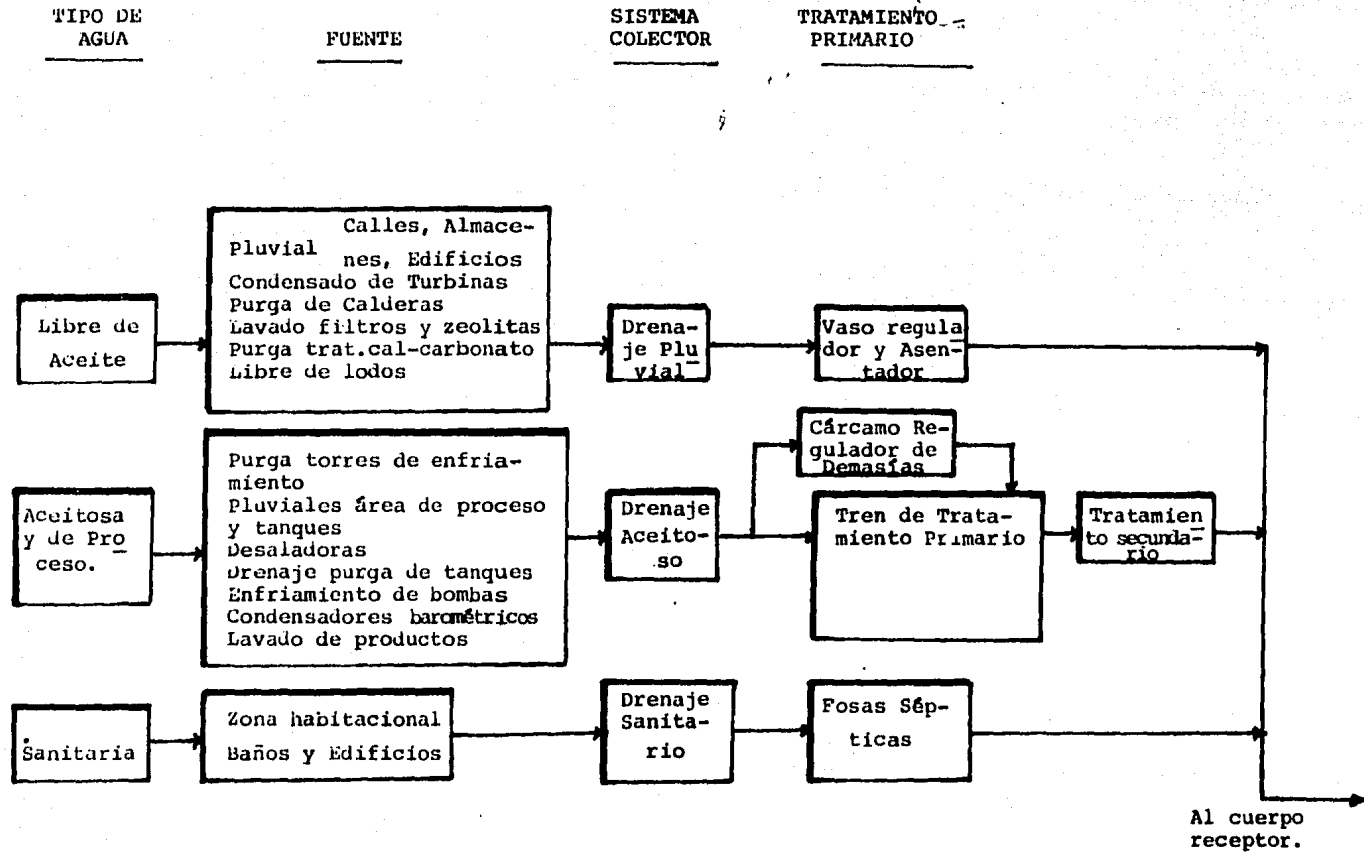 TIPO DE
AGUA
FUENTE
SISTEMA
COLECTOR
TRATAMIENTO
PRIMARIO
Libre de
Aceite
Calles, Almace-
Pluvial
nes, Edificios
Condensado de Turbinas
Purga de Calderas
Lavado filtros y zeolitas
Purga trat.cal-carbonato
Libre de lodos
Drena-
je Plu
vial
Vaso regula
dor y Asen-
tador
Aceitosa
y de Pro
ceso.
Purga torres de enfria-
miento
Pluviales área de proceso
y tanques
Desaladoras
Drenaje purga de tanques
Enfriamiento de bombas
Condensadores barométricos
Lavado de productos
Drenaje
Aceito-
so
Cárcamo Re-
gulador de
Demasías
Tren de Trata-
miento Primario
Tratamien
to secunda-
rio
Sanitaria
Zona habitacional
Baños y Edificios
Drenaje
Sanita-
rio
Fosas Sép-
ticas
Al cuerpo
receptor.